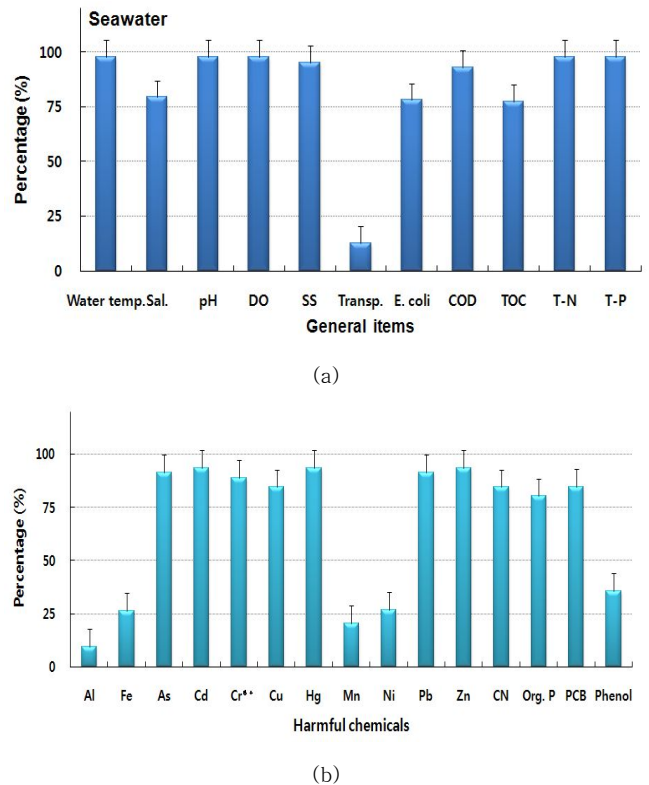 Seawater
Percentage (%)
100
75
50
25
0
Water temp. Sal. pH DO SS Transp. E. coli COD TOC T-N T-P
General items
(a)
Percentage (%)
100
75
50
25
0
Al Fe As Cd Cr⁶⁺ Cu Hg Mn Ni Pb Zn CN Org. P PCB Phenol
Harmful chemicals
(b)